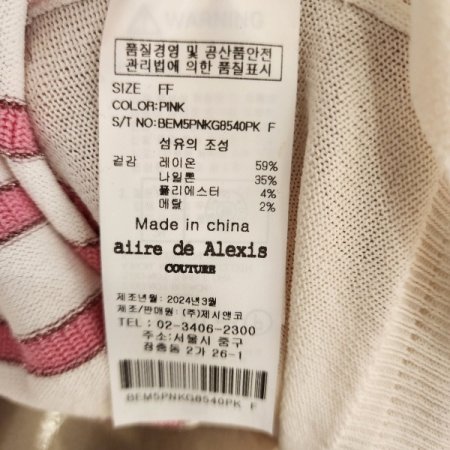 품질경영 및 공산품안전
관리법에 의한 품질표시
SIZE FF
COLOR:PINK
S/T NO:BEM5PNKG8540PK F
섬유의 조성
겉감 레이온 59%
나일론 35%
폴리에스터 4%
메탈 2%
Made in china
aiire de Alexis
COUTURE
제조년월: 2024년3월
제조/판매원: (주)제시앤코
TEL : 02-3406-2300
주소:서울시 중구
장충동 2가 26-1
BEM5PNKG8540PK F